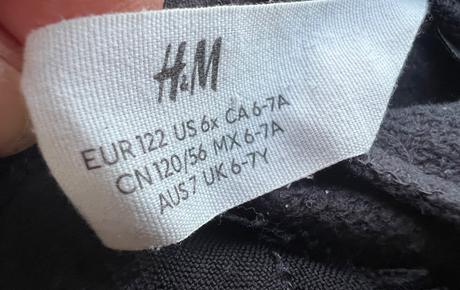 H&M
EUR 122 US 6x CA 6-7A
CN 120/56 MX 6-7A
AUS 7 UK 6-7Y